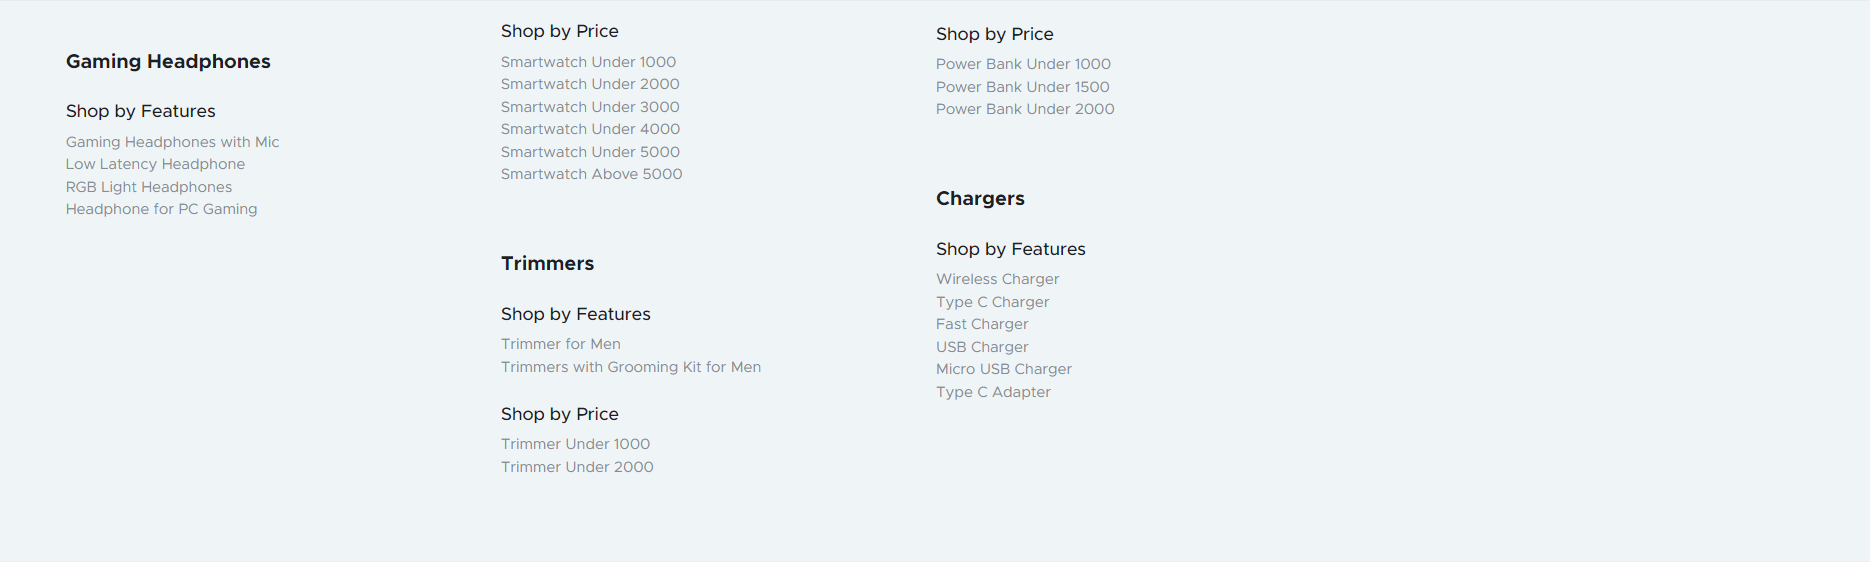 Gaming Headphones
Shop by Features
Gaming Headphones with Mic
Low Latency Headphone
RGB Light Headphones
Headphone for PC Gaming
Shop by Price
Smartwatch Under 1000
Smartwatch Under 2000
Smartwatch Under 3000
Smartwatch Under 4000
Smartwatch Under 5000
Smartwatch Above 5000
Trimmers
Shop by Features
Trimmer for Men
Trimmers with Grooming Kit for Men
Shop by Price
Trimmer Under 1000
Trimmer Under 2000
Shop by Price
Power Bank Under 1000
Power Bank Under 1500
Power Bank Under 2000
Chargers
Shop by Features
Wireless Charger
Type C Charger
Fast Charger
USB Charger
Micro USB Charger
Type C Adapter